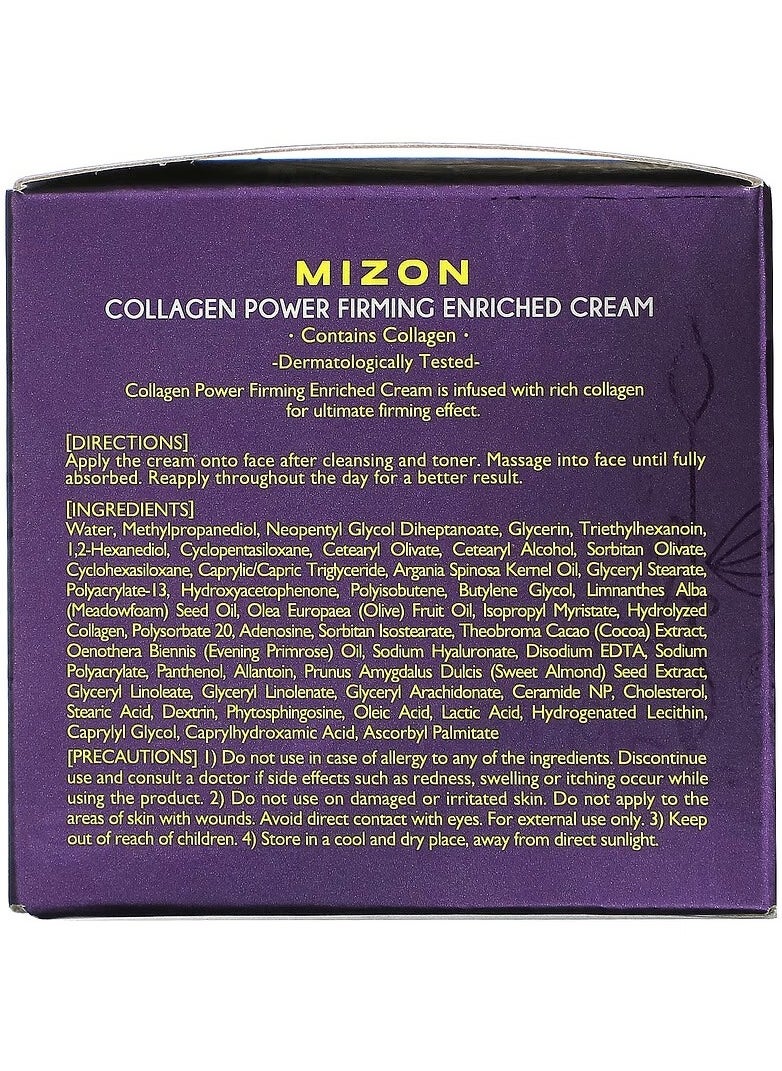 MIZON
COLLAGEN POWER FIRMING ENRICHED CREAM
· Contains Collagen ·
-Dermatologically Tested-
Collagen Power Firming Enriched Cream is infused with rich collagen
for ultimate firming effect.
[DIRECTIONS]
Apply the cream onto face after cleansing and toner. Massage into face until fully
absorbed. Reapply throughout the day for a better result.
[INGREDIENTS]
Water, Methylpropanediol, Neopentyl Glycol Diheptanoate, Glycerin, Triethylhexanoin,
1,2-Hexanediol, Cyclopentasiloxane, Cetearyl Olivate, Cetearyl Alcohol, Sorbitan Olivate,
Cyclohexasiloxane, Caprylic/Capric Triglyceride, Argania Spinosa Kernel Oil, Glyceryl Stearate,
Polyacrylate-13, Hydroxyacetophenone, Polyisobutene, Butylene Glycol, Limnanthes Alba
(Meadowfoam) Seed Oil, Olea Europaea (Olive) Fruit Oil, Isopropyl Myristate, Hydrolyzed
Collagen, Polysorbate 20, Adenosine, Sorbitan Isostearate, Theobroma Cacao (Cocoa) Extract,
Oenothera Biennis (Evening Primrose) Oil, Sodium Hyaluronate, Disodium EDTA, Sodium
Polyacrylate, Panthenol, Allantoin, Prunus Amygdalus Dulcis (Sweet Almond) Seed Extract,
Glyceryl Linoleate, Glyceryl Linolenate, Glyceryl Arachidonate, Ceramide NP, Cholesterol,
Stearic Acid, Dextrin, Phytosphingosine, Oleic Acid, Lactic Acid, Hydrogenated Lecithin,
Caprylyl Glycol, Caprylhydroxamic Acid, Ascorbyl Palmitate
[PRECAUTIONS] 1) Do not use in case of allergy to any of the ingredients. Discontinue
use and consult a doctor if side effects such as redness, swelling or itching occur while
using the product. 2) Do not use on damaged or irritated skin. Do not apply to the
areas of skin with wounds. Avoid direct contact with eyes. For external use only. 3) Keep
out of reach of children. 4) Store in a cool and dry place, away from direct sunlight.